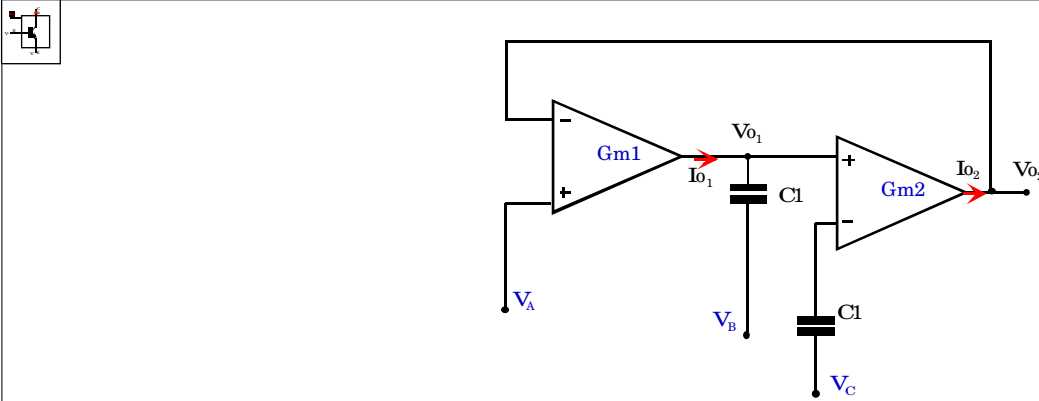 Vo1
−
Gm1
+
Io1
C1
+
Gm2
−
Io2
Vo2
VA
VB
C1
VC